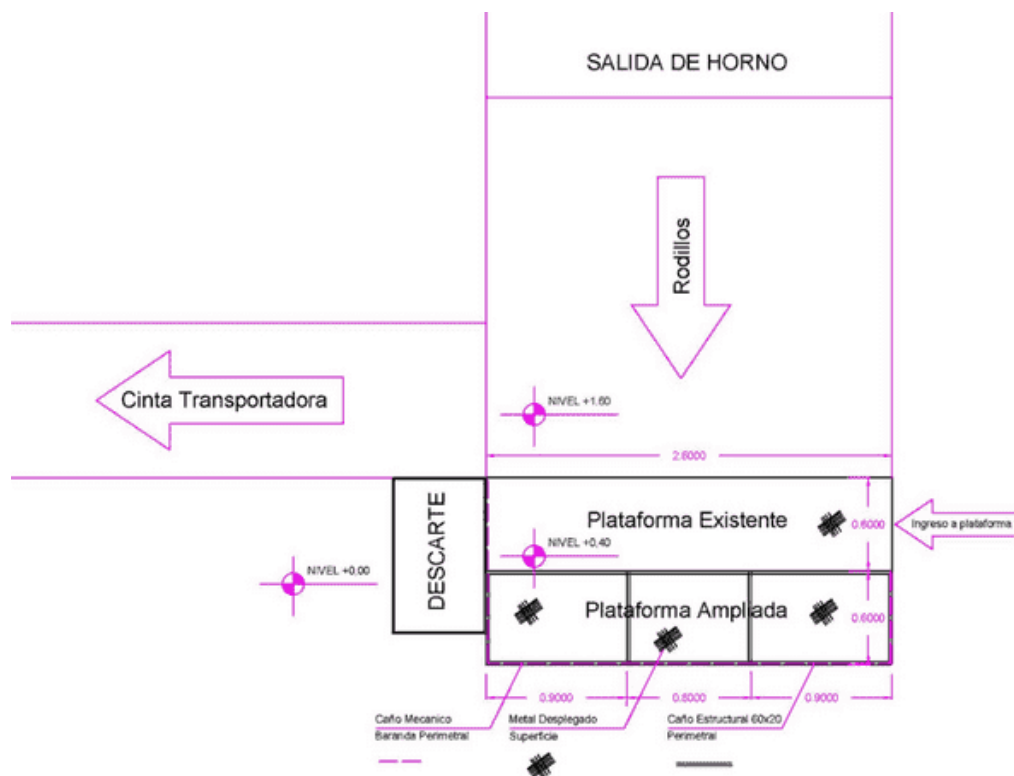 SALIDA DE HORNO
Rodillos
Cinta Transportadora
NIVEL +1,60
2.6000
DESCARTE
Plataforma Existente
0.6000
Ingreso a plataforma
NIVEL +0,40
NIVEL +0,00
Plataforma Ampliada
0.6000
0.9000
0.8000
0.9000
Caño Mecanico
Baranda Perimetral
Metal Desplegado
Superficie
Caño Estructural 60x20
Perimetral